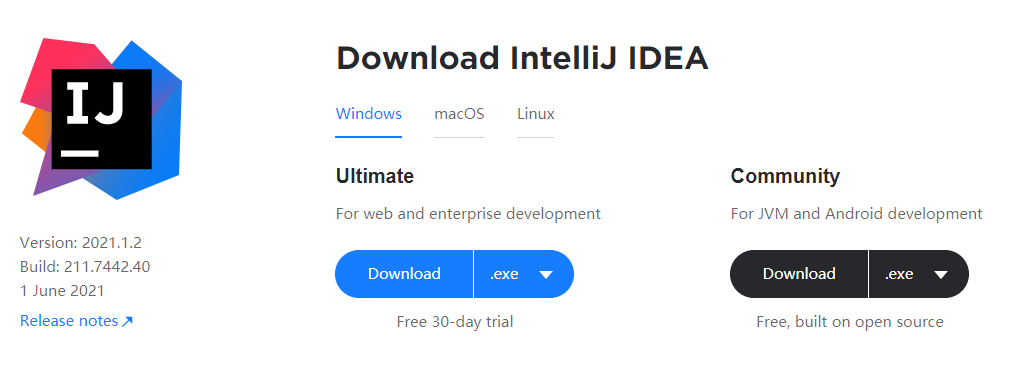 IJ
Version: 2021.1.2
Build: 211.7442.40
1 June 2021
Release notes
Download IntelliJ IDEA
Windows macOS Linux
Ultimate
For web and enterprise development
Download .exe
Free 30-day trial
Community
For JVM and Android development
Download .exe
Free, built on open source